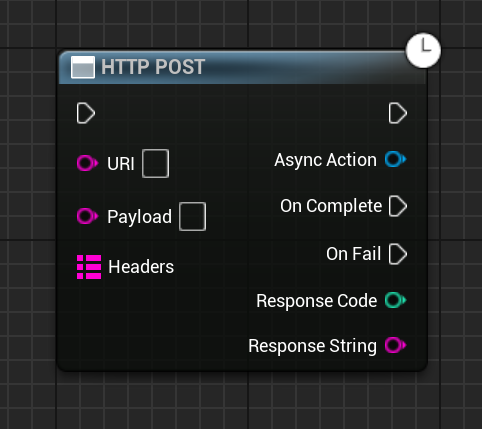 HTTP POST
URI
Async Action
Payload
On Complete
Headers
On Fail
Response Code
Response String